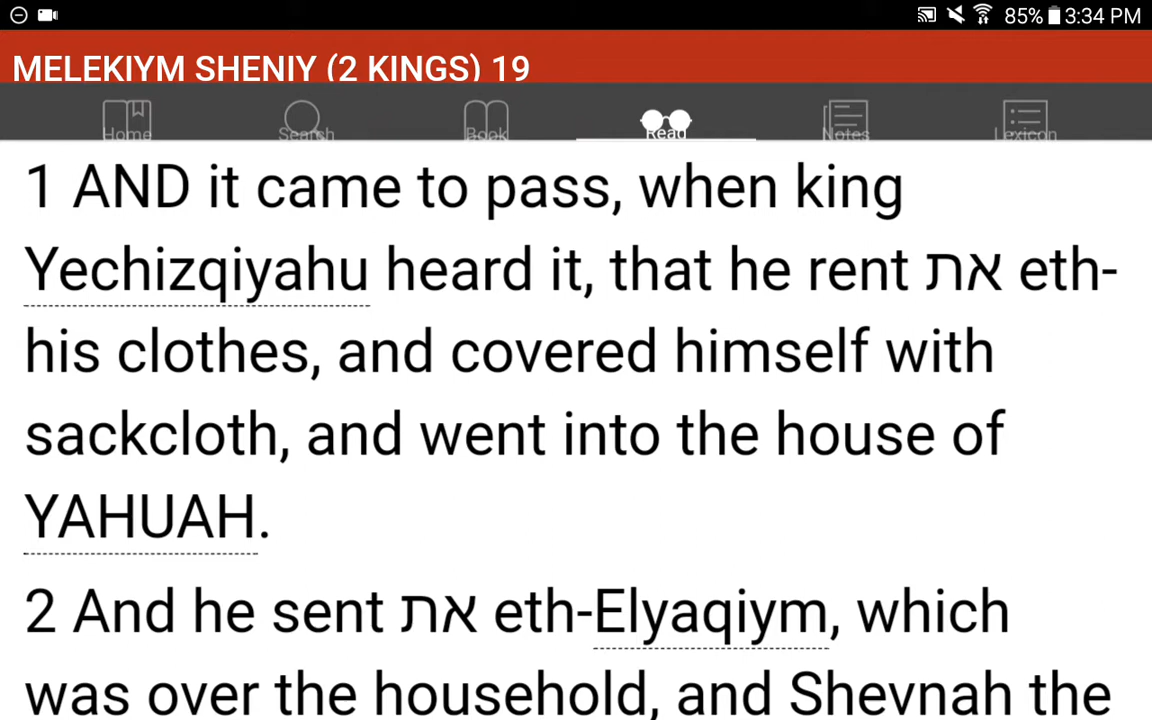 85% 3:34 PM
MELEKIYM SHENIY (2 KINGS) 19
Home Search Book Read Notes Lexicon
1 AND it came to pass, when king
Yechizqiyahu heard it, that he rent את eth-
his clothes, and covered himself with
sackcloth, and went into the house of
YAHUAH.
2 And he sent את eth-Elyaqiym, which
was over the household, and Shevnah the